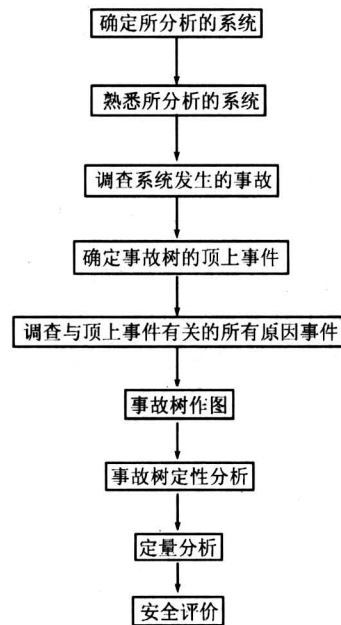 确定所分析的系统
熟悉所分析的系统
调查系统发生的事故
确定事故树的顶上事件
调查与顶上事件有关的所有原因事件
事故树作图
事故树定性分析
定量分析
安全评价